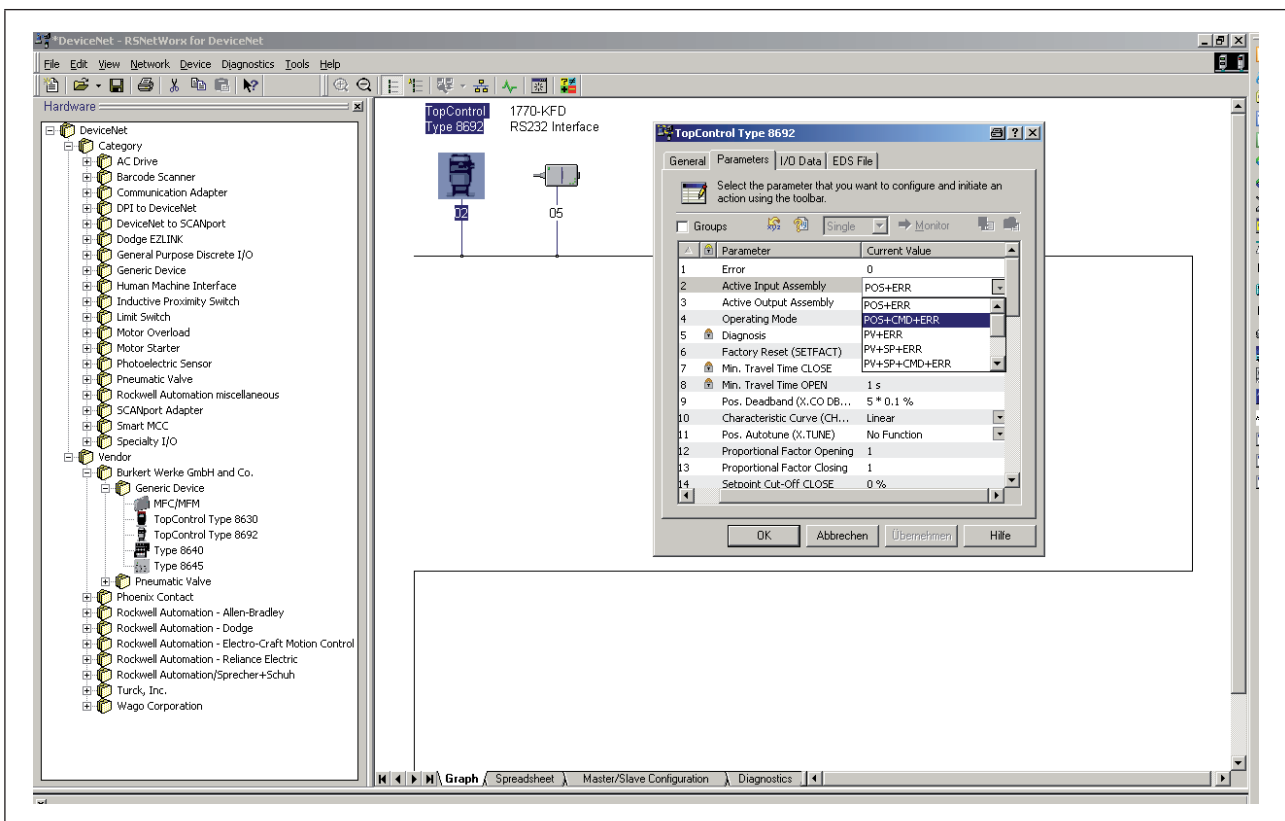 *DeviceNet - RSNetWorx for DeviceNet
File Edit View Network Device Diagnostics Tools Help
Hardware
DeviceNet
Category
AC Drive
Barcode Scanner
Communication Adapter
DPI to DeviceNet
DeviceNet to SCANport
Dodge EZLINK
General Purpose Discrete I/O
Generic Device
Human Machine Interface
Inductive Proximity Switch
Limit Switch
Motor Overload
Motor Starter
Photoelectric Sensor
Pneumatic Valve
Rockwell Automation miscellaneous
SCANport Adapter
Smart MCC
Specialty I/O
Vendor
Burkert Werke GmbH and Co.
Generic Device
MFC/MFM
TopControl Type 8630
TopControl Type 8692
Type 8640
Type 8645
Pneumatic Valve
Phoenix Contact
Rockwell Automation - Allen-Bradley
Rockwell Automation - Dodge
Rockwell Automation - Electro-Craft Motion Control
Rockwell Automation - Reliance Electric
Rockwell Automation/Sprecher+Schuh
Turck, Inc.
Wago Corporation
TopControl
Type 8692
02
1770-KFD
RS232 Interface
05
TopControl Type 8692
General Parameters I/O Data EDS File
Select the parameter that you want to configure and initiate an
action using the toolbar.
Groups Single Monitor
Parameter Current Value
1 Error 0
2 Active Input Assembly POS+ERR
3 Active Output Assembly POS+ERR
4 Operating Mode POS+CMD+ERR
5 Diagnosis PV+ERR
6 Factory Reset (SETFACT) PV+SP+ERR
7 Min. Travel Time CLOSE PV+SP+CMD+ERR
8 Min. Travel Time OPEN 1 s
9 Pos. Deadband (X.CO DB... 5 * 0.1 %
10 Characteristic Curve (CH... Linear
11 Pos. Autotune (X.TUNE) No Function
12 Proportional Factor Opening 1
13 Proportional Factor Closing 1
14 Setpoint Cut-Off CLOSE 0 %
OK Abbrechen Übernehmen Hilfe
Graph Spreadsheet Master/Slave Configuration Diagnostics